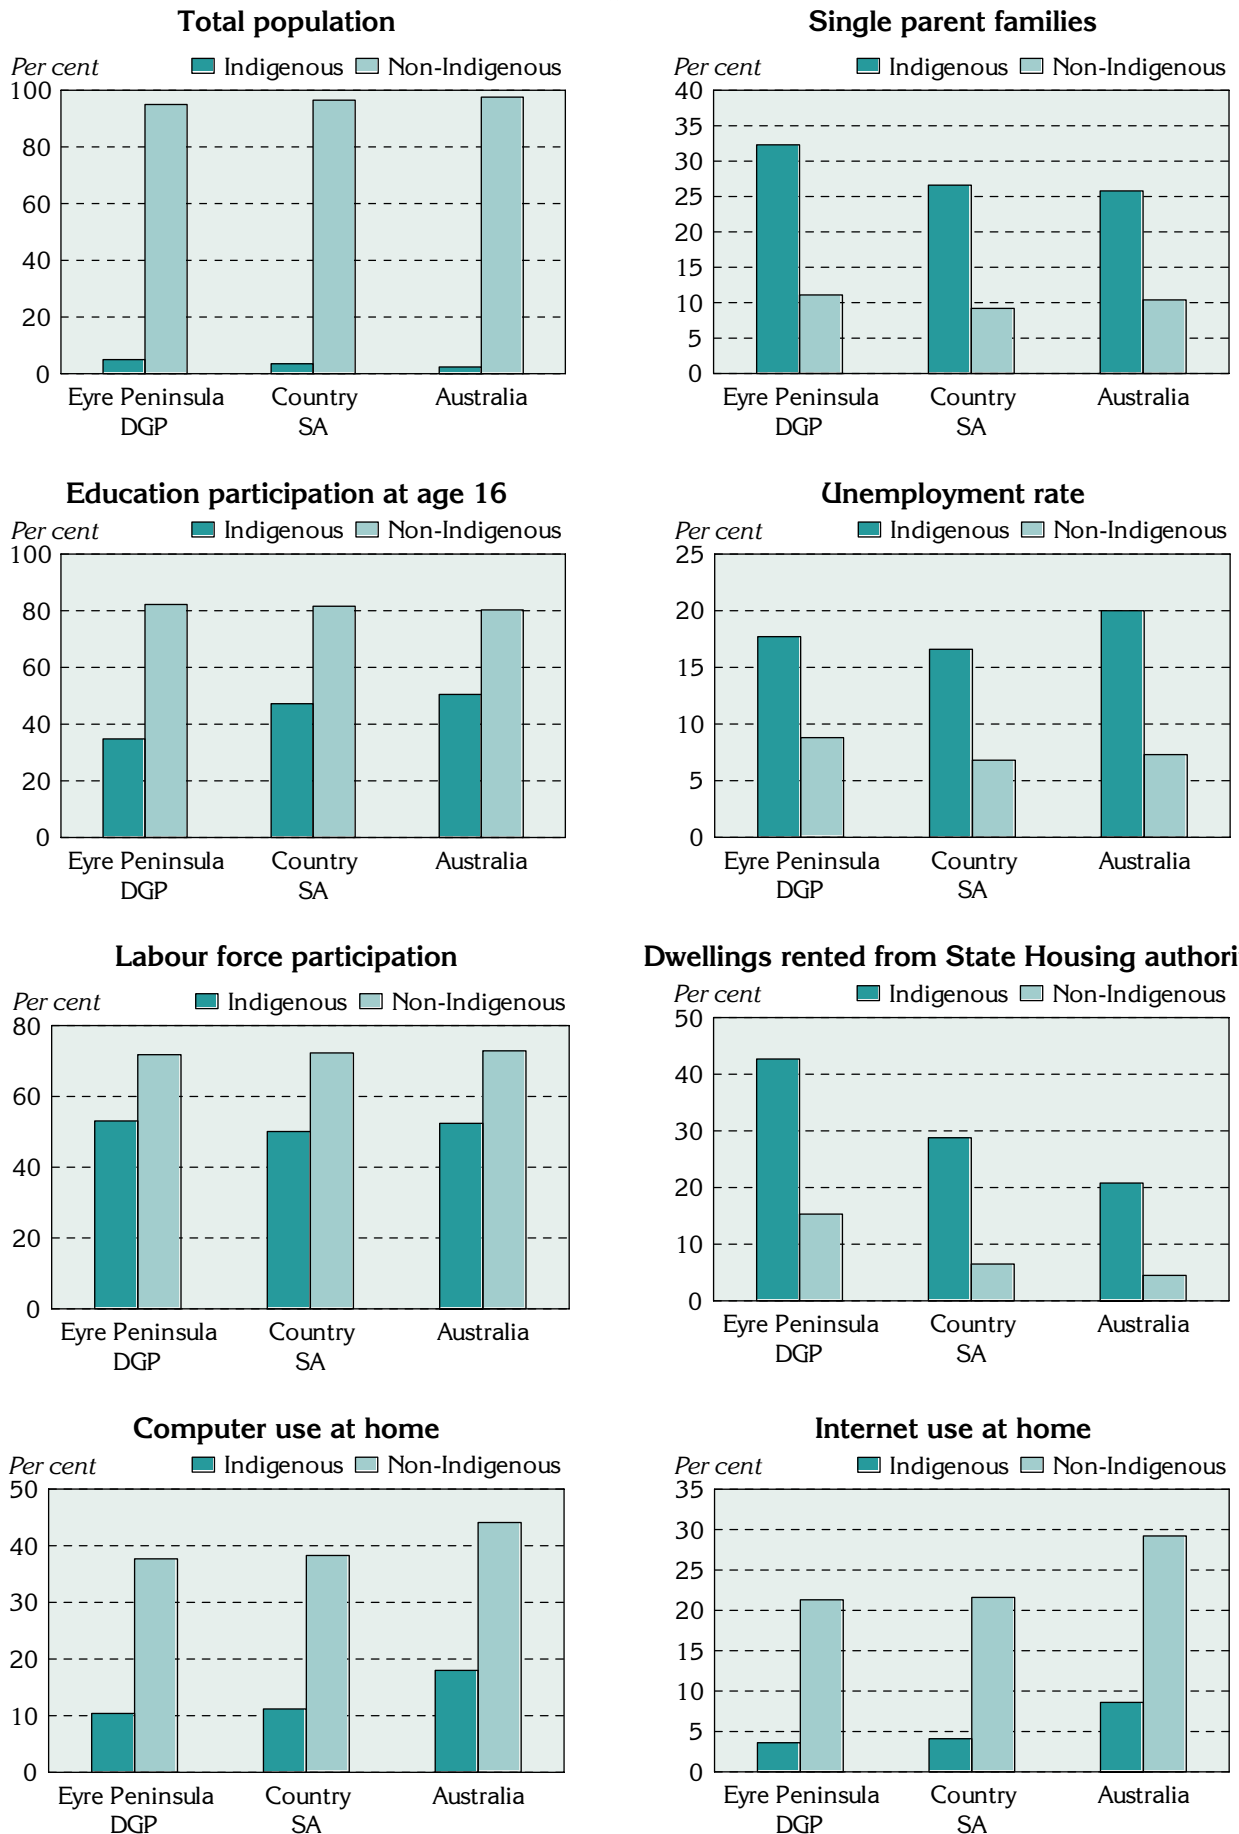 Total population
Per cent Indigenous Non-Indigenous
100
80
60
40
20
0
Eyre Peninsula DGP
Country SA
Australia
Single parent families
Per cent Indigenous Non-Indigenous
40
35
30
25
20
15
10
5
0
Eyre Peninsula DGP
Country SA
Australia
Education participation at age 16
Per cent Indigenous Non-Indigenous
100
80
60
40
20
0
Eyre Peninsula DGP
Country SA
Australia
Unemployment rate
Per cent Indigenous Non-Indigenous
25
20
15
10
5
0
Eyre Peninsula DGP
Country SA
Australia
Labour force participation
Per cent Indigenous Non-Indigenous
80
60
40
20
0
Eyre Peninsula DGP
Country SA
Australia
Dwellings rented from State Housing authori
Per cent Indigenous Non-Indigenous
50
40
30
20
10
0
Eyre Peninsula DGP
Country SA
Australia
Computer use at home
Per cent Indigenous Non-Indigenous
50
40
30
20
10
0
Eyre Peninsula DGP
Country SA
Australia
Internet use at home
Per cent Indigenous Non-Indigenous
35
30
25
20
15
10
5
0
Eyre Peninsula DGP
Country SA
Australia